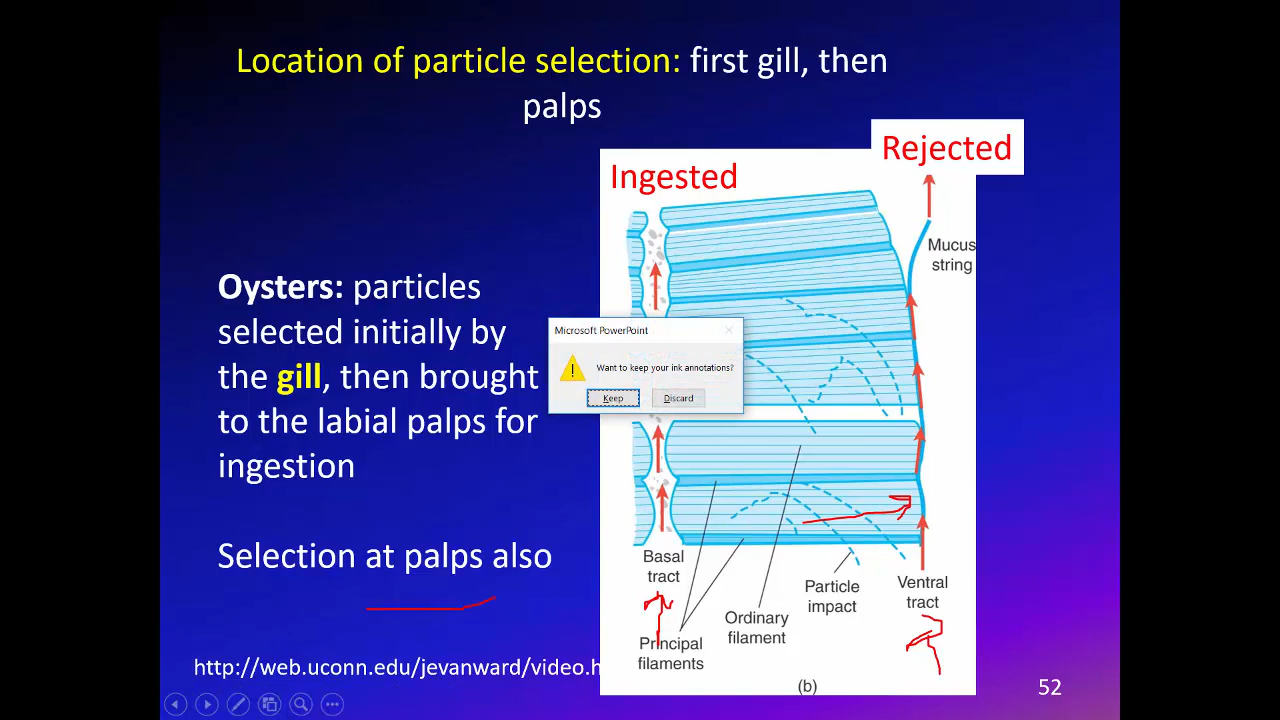 Location of particle selection: first gill, then
palps
Rejected
Ingested
Mucus
string
Oysters: particles
selected initially by
the gill, then brought
to the labial palps for
ingestion
Selection at palps also
Microsoft PowerPoint
Want to keep your ink annotations?
Keep
Discard
Basal
tract
Principal
filaments
Ordinary
filament
Particle
impact
Ventral
tract
http://web.uconn.edu/jevanward/video.h
(b)
52